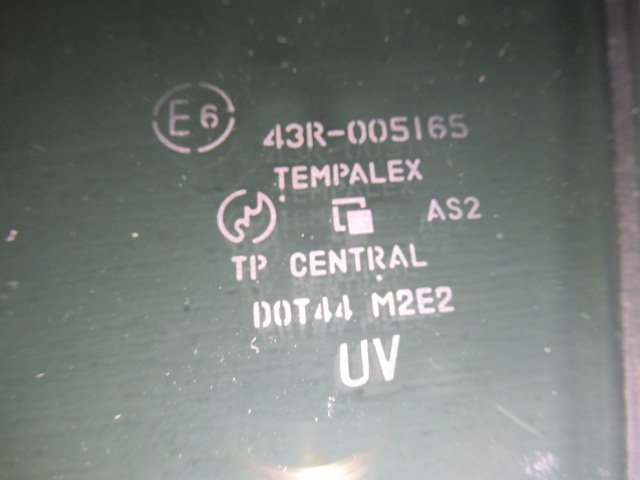 E6 43R-005165
TEMPALEX
AS2
TP CENTRAL
DOT44 M2E2
UV